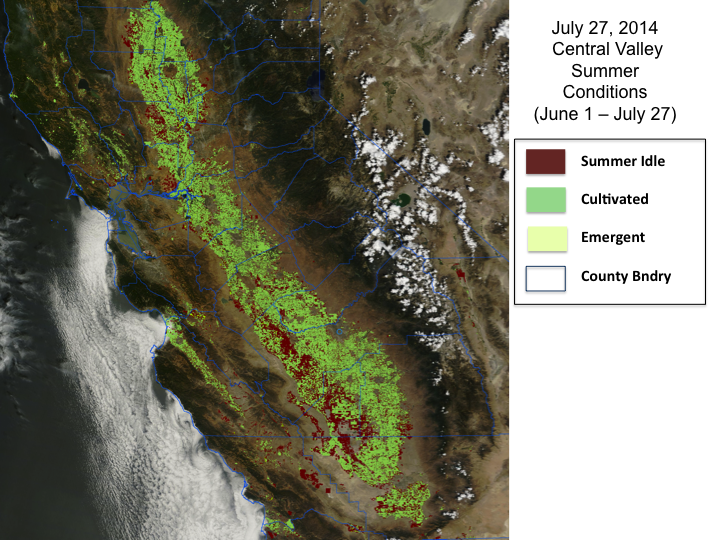 July 27, 2014
Central Valley
Summer
Conditions
(June 1 – July 27)
Summer Idle
Cultivated
Emergent
County Bndry